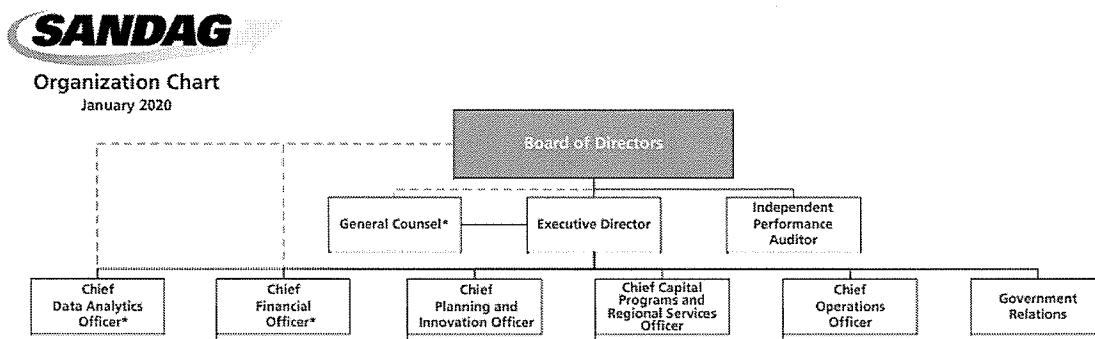 SANDAG
Organization Chart
January 2020
Board of Directors
General Counsel*
Executive Director
Independent
Performance
Auditor
Chief
Data Analytics
Officer*
Chief
Financial
Officer*
Chief
Planning and
Innovation Officer
Chief Capital
Programs and
Regional Services
Officer
Chief
Operations
Officer
Government
Relations